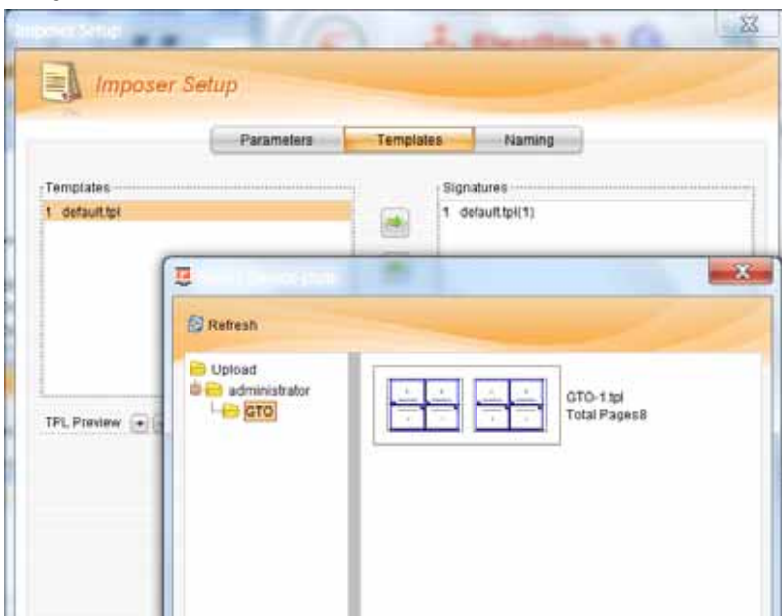 Imposer Setup
Imposer Setup
Parameters Templates Naming
Templates
Signatures
1 default.tpl
1 default.tpl(1)
Refresh
Upload
administrator
GTO
GTO-1.tpl
Total Pages8
TPL Preview